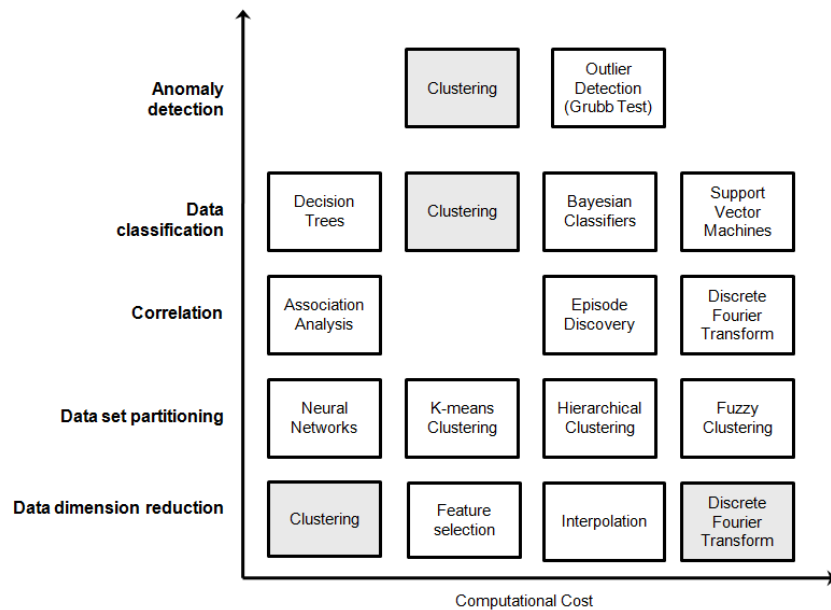 Anomaly
detection
Clustering
Outlier
Detection
(Grubb Test)
Data
classification
Decision
Trees
Clustering
Bayesian
Classifiers
Support
Vector
Machines
Correlation
Association
Analysis
Episode
Discovery
Discrete
Fourier
Transform
Data set partitioning
Neural
Networks
K-means
Clustering
Hierarchical
Clustering
Fuzzy
Clustering
Data dimension reduction
Clustering
Feature
selection
Interpolation
Discrete
Fourier
Transform
Computational Cost